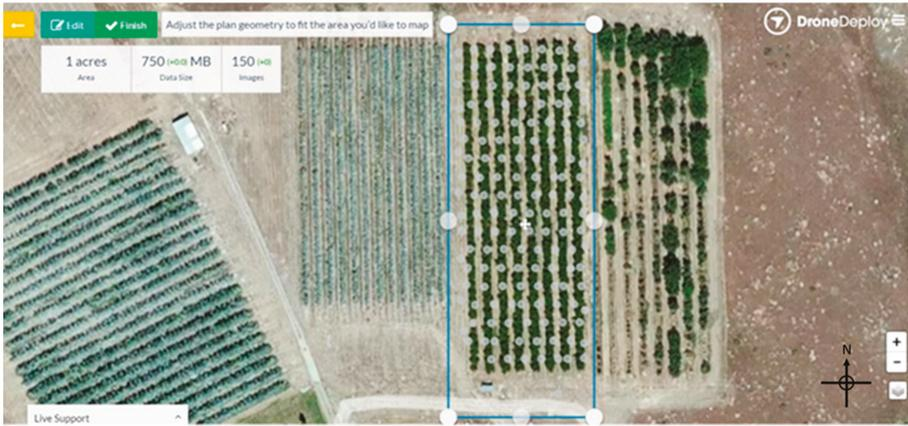 Edit
Finish
Adjust the plan geometry to fit the area you'd like to map
DroneDeploy
1 acres
Area
750 (+0.0) MB
Data Size
150 (+0)
Images
N
+
−
Live Support